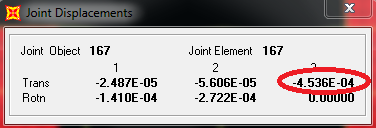 Joint Displacements
Joint Object 167 Joint Element 167
1 2 3
Trans -2.487E-05 -5.606E-05 -4.536E-04
Rotn -1.410E-04 -2.722E-04 0.00000